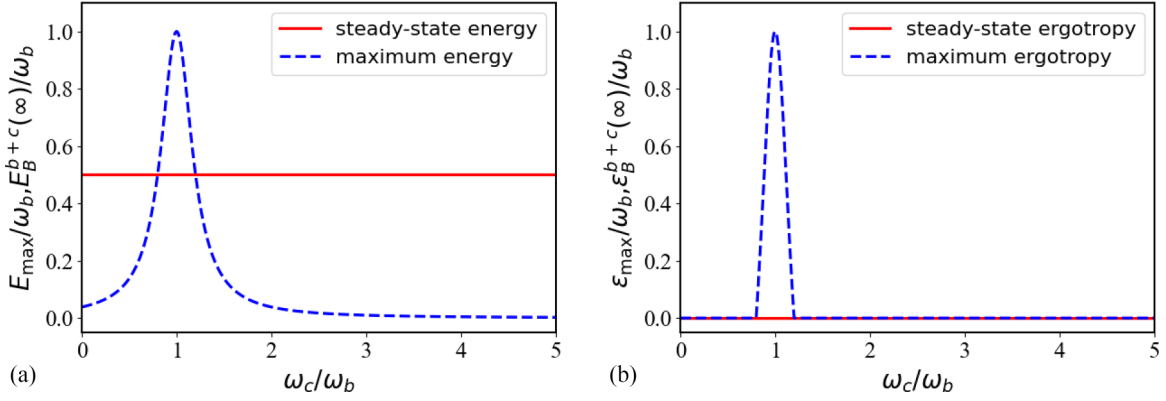 steady-state energy
maximum energy
E_max/ω_b, E_B^{b+c}(∞)/ω_b
1.0
0.8
0.6
0.4
0.2
0.0
0 1 2 3 4 5
ω_c/ω_b
(a)
steady-state ergotropy
maximum ergotropy
ε_max/ω_b, ε_B^{b+c}(∞)/ω_b
1.0
0.8
0.6
0.4
0.2
0.0
0 1 2 3 4 5
ω_c/ω_b
(b)